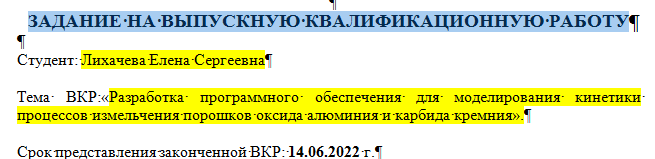 ЗАДАНИЕ НА ВЫПУСКНУЮ КВАЛИФИКАЦИОННУЮ РАБОТУ¶
¶
Студент: Лихачева Елена Сергеевна¶
Тема ВКР:«Разработка программного обеспечения для моделирования кинетики
процессов измельчения порошков оксида алюминия и карбида кремния».¶
Срок представления законченной ВКР: 14.06.2022 г.¶